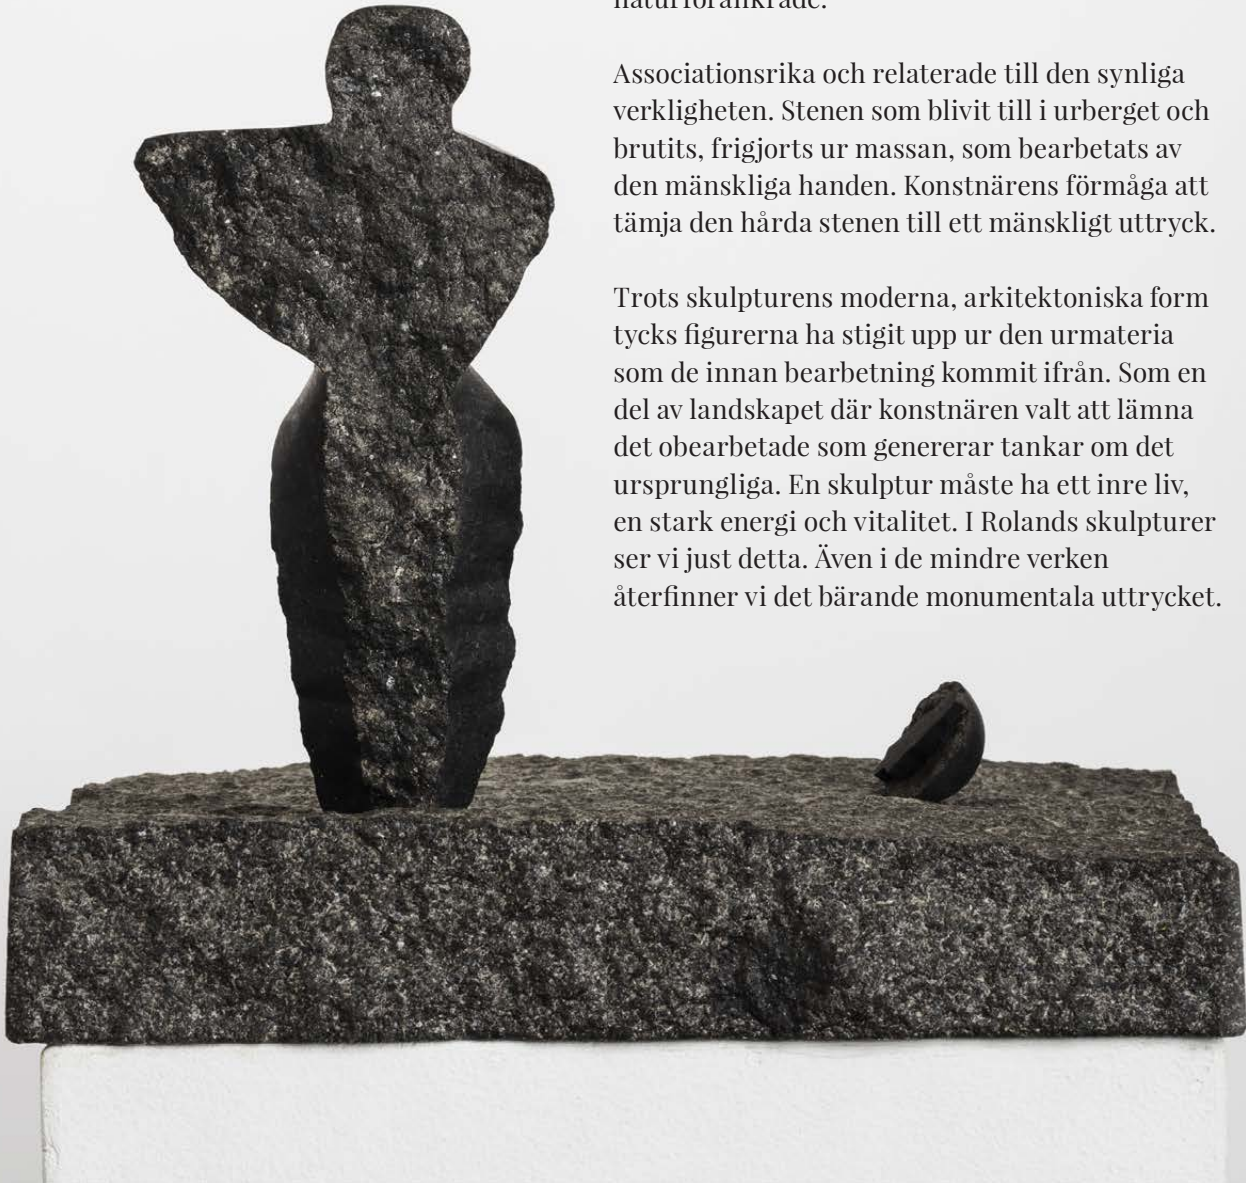 naturförankrade.
Associationsrika och relaterade till den synliga
verkligheten. Stenen som blivit till i urberget och
brutits, frigjorts ur massan, som bearbetats av
den mänskliga handen. Konstnärens förmåga att
tämja den hårda stenen till ett mänskligt uttryck.
Trots skulpturens moderna, arkitektoniska form
tycks figurerna ha stigit upp ur den urmateria
som de innan bearbetning kommit ifrån. Som en
del av landskapet där konstnären valt att lämna
det obearbetade som genererar tankar om det
ursprungliga. En skulptur måste ha ett inre liv,
en stark energi och vitalitet. I Rolands skulpturer
ser vi just detta. Även i de mindre verken
återfinner vi det bärande monumentala uttrycket.